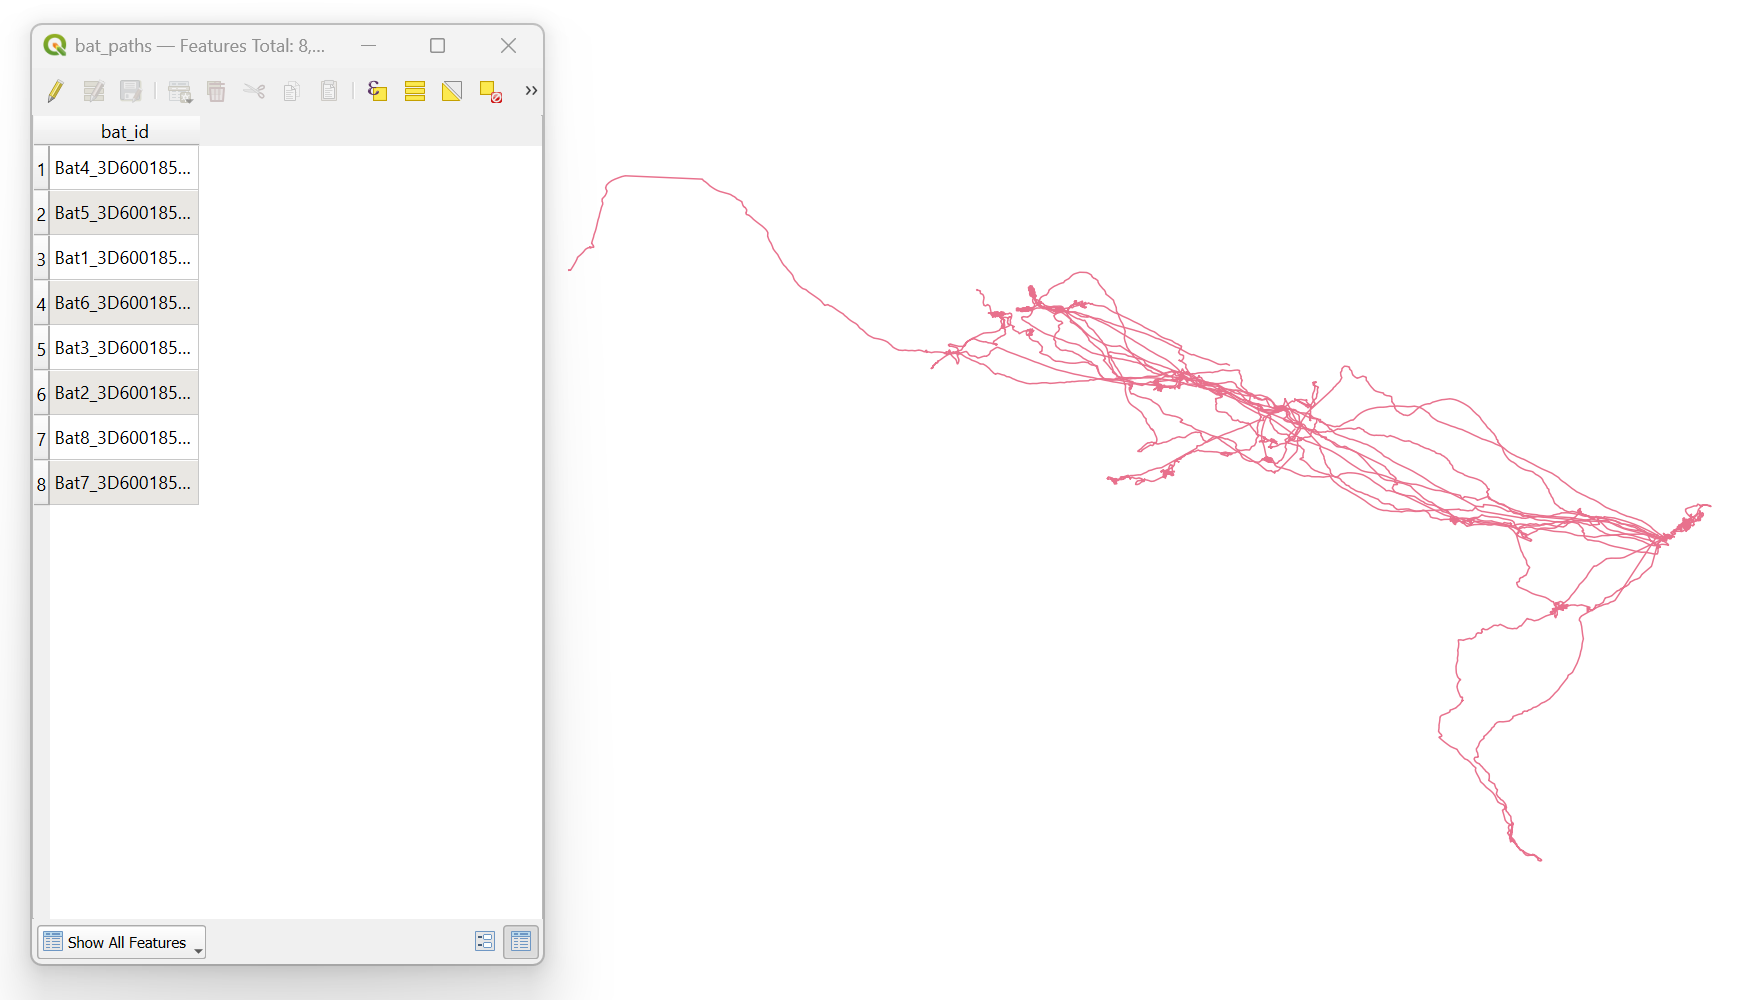 bat_paths — Features Total: 8,...
bat_id
1 Bat4_3D600185...
2 Bat5_3D600185...
3 Bat1_3D600185...
4 Bat6_3D600185...
5 Bat3_3D600185...
6 Bat2_3D600185...
7 Bat8_3D600185...
8 Bat7_3D600185...
Show All Features